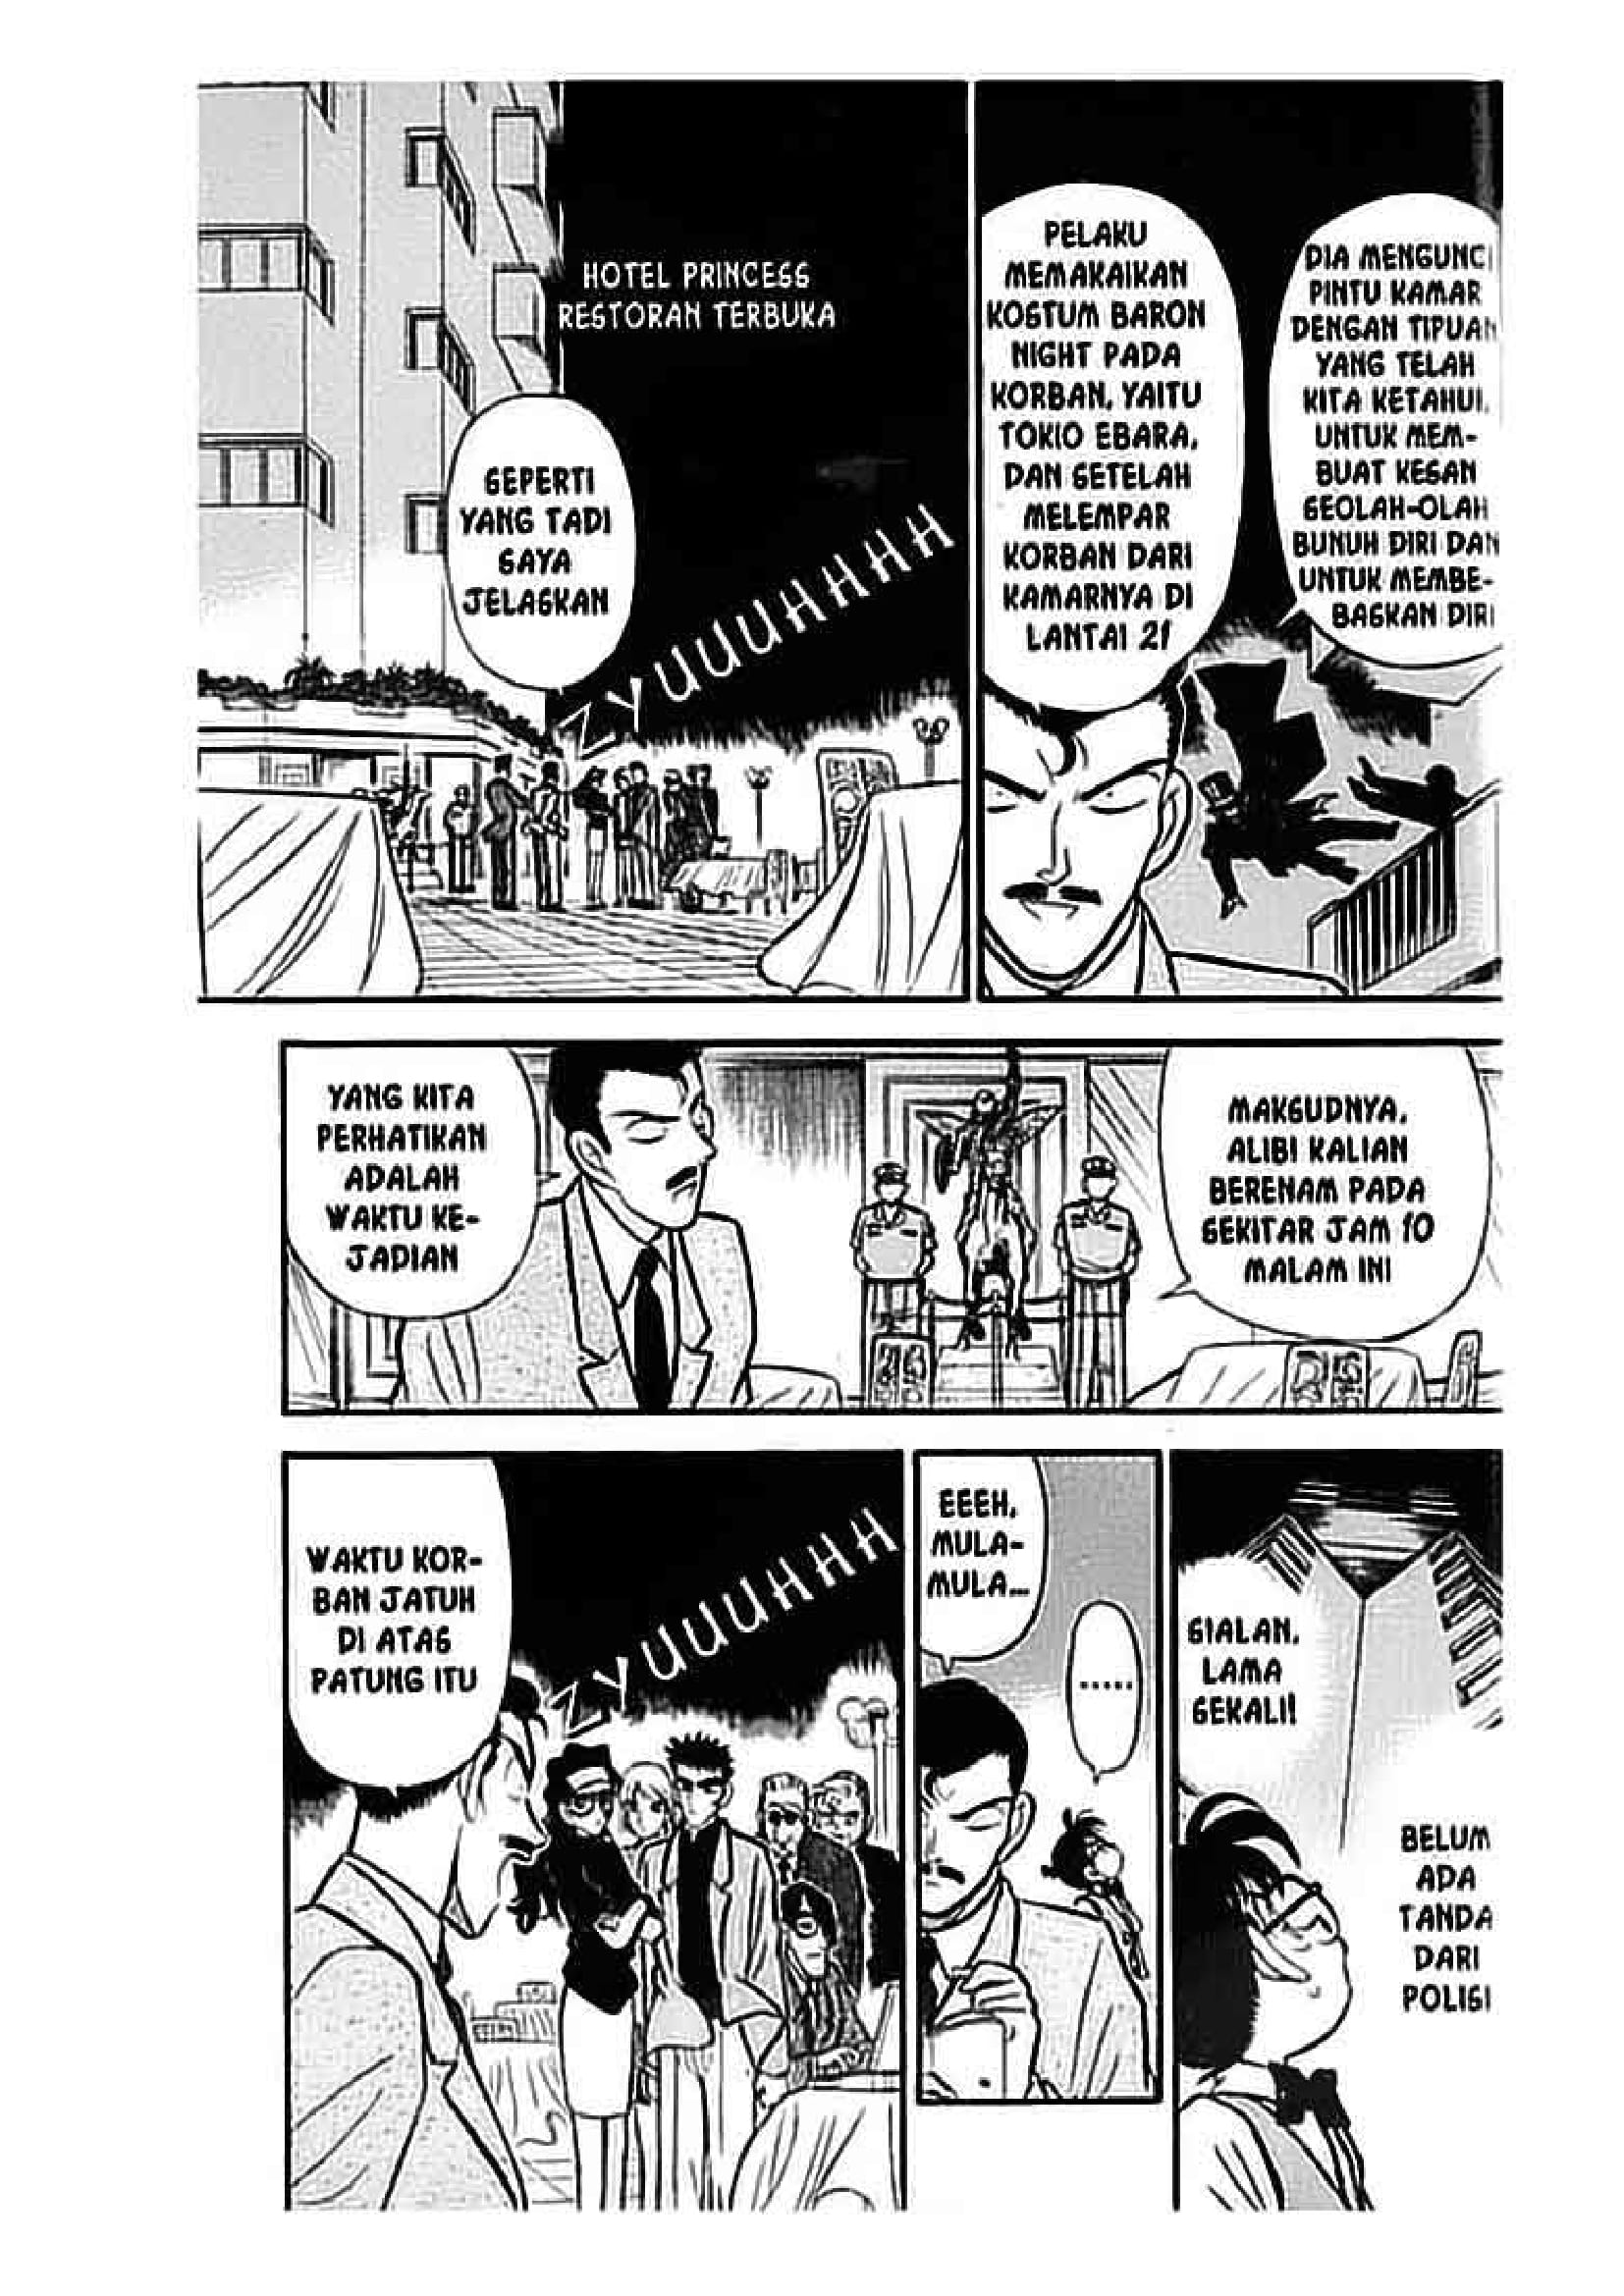 HOTEL PRINCESS
RESTORAN TERBUKA
SEPERTI
YANG TADI
SAYA
JELASKAN
ZYUUUHHHH
PELAKU
MEMAKAIKAN
KOSTUM BARON
NIGHT PADA
KORBAN, YAITU
TOKIO EBARA,
DAN SETELAH
MELEMPAR
KORBAN DARI
KAMARNYA DI
LANTAI 21
DIA MENGUNCI
PINTU KAMAR
DENGAN TIPUAN
YANG TELAH
KITA KETAHUI,
UNTUK MEM-
BUAT KESAN
SEOLAH-OLAH
BUNUH DIRI DAN
UNTUK MEMBE-
BASKAN DIRI
YANG KITA
PERHATIKAN
ADALAH
WAKTU KE-
JADIAN
MAKSUDNYA,
ALIBI KALIAN
BERENAM PADA
SEKITAR JAM 10
MALAM INI
WAKTU KOR-
BAN JATUH
DI ATAS
PATUNG ITU
ZYUUUHHH
EEEH,
MULA-
MULA...
.....
SIALAN,
LAMA
SEKALI!
BELUM
ADA
TANDA
DARI
POLISI